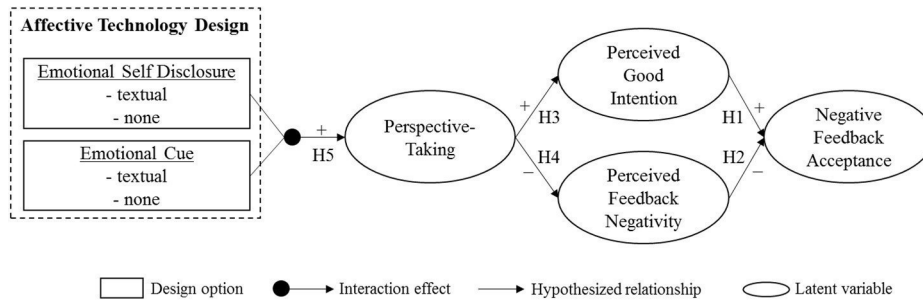 Affective Technology Design
Emotional Self Disclosure
- textual
- none
Emotional Cue
- textual
- none
+
H5
Perspective-
Taking
+
H3
H4
−
Perceived
Good
Intention
Perceived
Feedback
Negativity
H1
+
H2
−
Negative
Feedback
Acceptance
Design option
Interaction effect
Hypothesized relationship
Latent variable